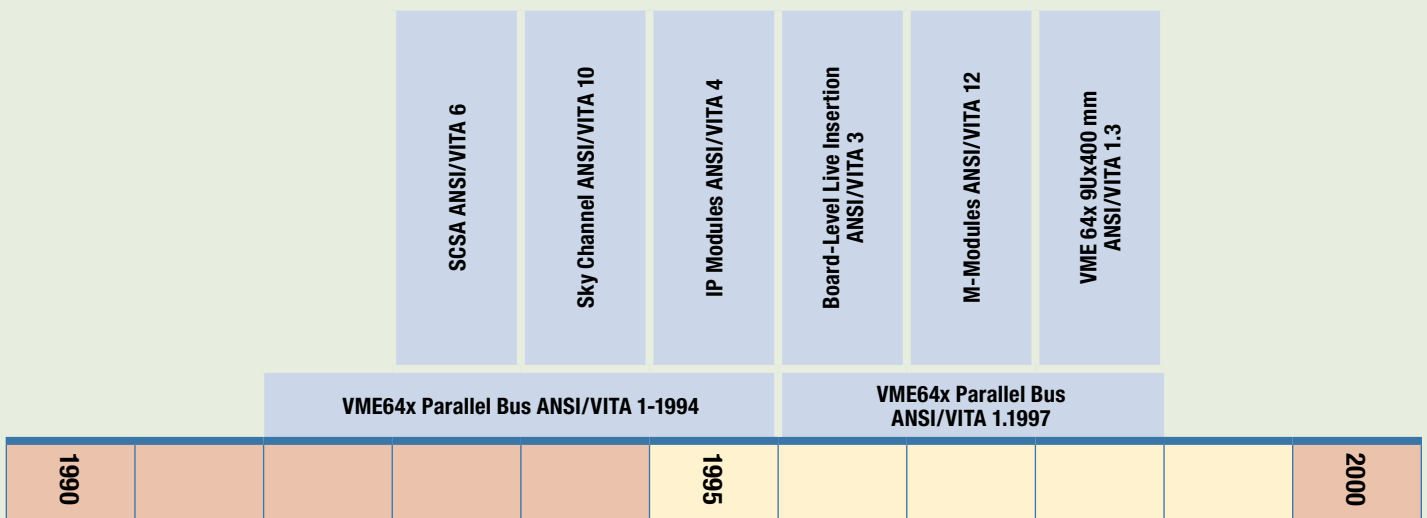 SCSA ANSI/VITA 6
Sky Channel ANSI/VITA 10
IP Modules ANSI/VITA 4
Board-Level Live Insertion
ANSI/VITA 3
M-Modules ANSI/VITA 12
VME 64x 9Ux400 mm
ANSI/VITA 1.3
VME64x Parallel Bus ANSI/VITA 1-1994
VME64x Parallel Bus
ANSI/VITA 1.1997
1990
1995
2000